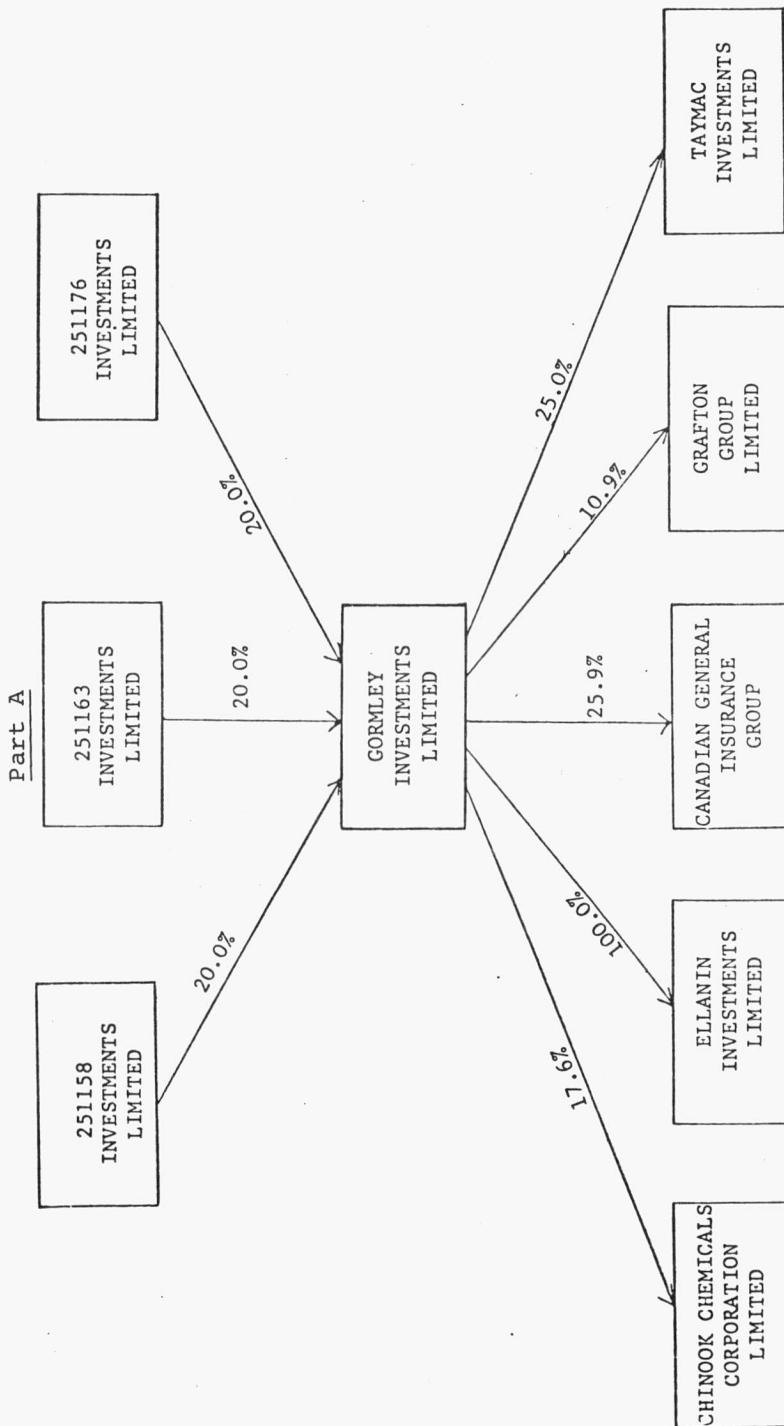 Part A
251158
INVESTMENTS
LIMITED
251163
INVESTMENTS
LIMITED
251176
INVESTMENTS
LIMITED
20.0%
20.0%
20.0%
GORMLEY
INVESTMENTS
LIMITED
17.6%
100.0%
25.9%
10.9%
25.0%
CHINOOK CHEMICALS
CORPORATION
LIMITED
ELLANIN
INVESTMENTS
LIMITED
CANADIAN GENERAL
INSURANCE
GROUP
GRAFTON
GROUP
LIMITED
TAYMAC
INVESTMENTS
LIMITED